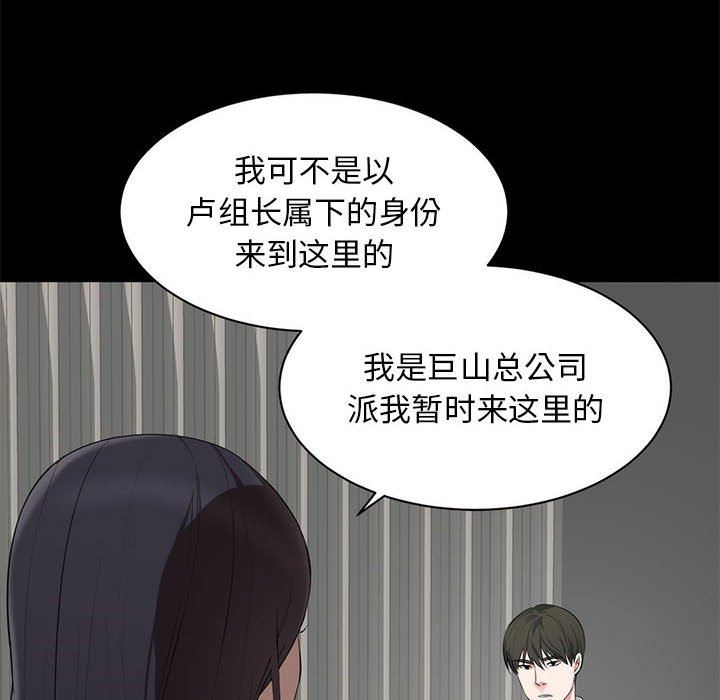 我可不是以
卢组长属下的身份
来到这里的
我是巨山总公司
派我暂时来这里的